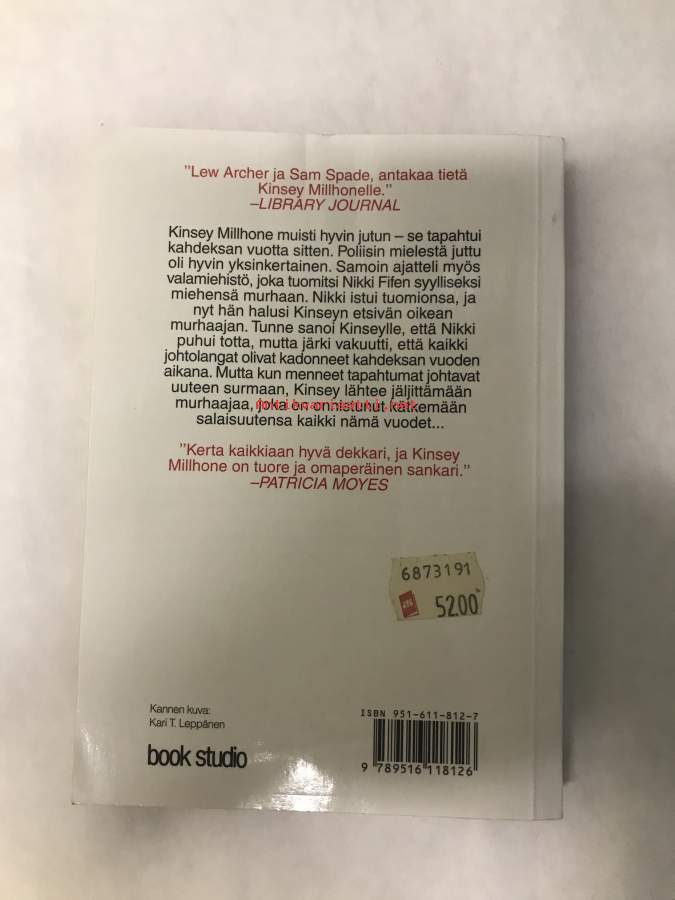 "Lew Archer ja Sam Spade, antakaa tietä
Kinsey Millhonelle."
–LIBRARY JOURNAL
Kinsey Millhone muisti hyvin jutun – se tapahtui
kahdeksan vuotta sitten. Poliisin mielestä juttu
oli hyvin yksinkertainen. Samoin ajatteli myös
valamiehistö, joka tuomitsi Nikki Fifen syylliseksi
miehensä murhaan. Nikki istui tuomionsa, ja
nyt hän halusi Kinseyn etsivän oikean
murhaajan. Tunne sanoi Kinseylle, että Nikki
puhui totta, mutta järki vakuutti, että kaikki
johtolangat olivat kadonneet kahdeksan vuoden
aikana. Mutta kun menneet tapahtumat johtavat
uuteen surmaan, Kinsey lähtee jäljittämään
murhaajaa, joka on onnistunut kätkemään
salaisuutensa kaikki nämä vuodet...
"Kerta kaikkiaan hyvä dekkari, ja Kinsey
Millhone on tuore ja omaperäinen sankari."
–PATRICIA MOYES
6873191
5200
Kannen kuva:
Kari T. Leppänen
book studio
ISBN 951-611-812-7
9 789516 118126